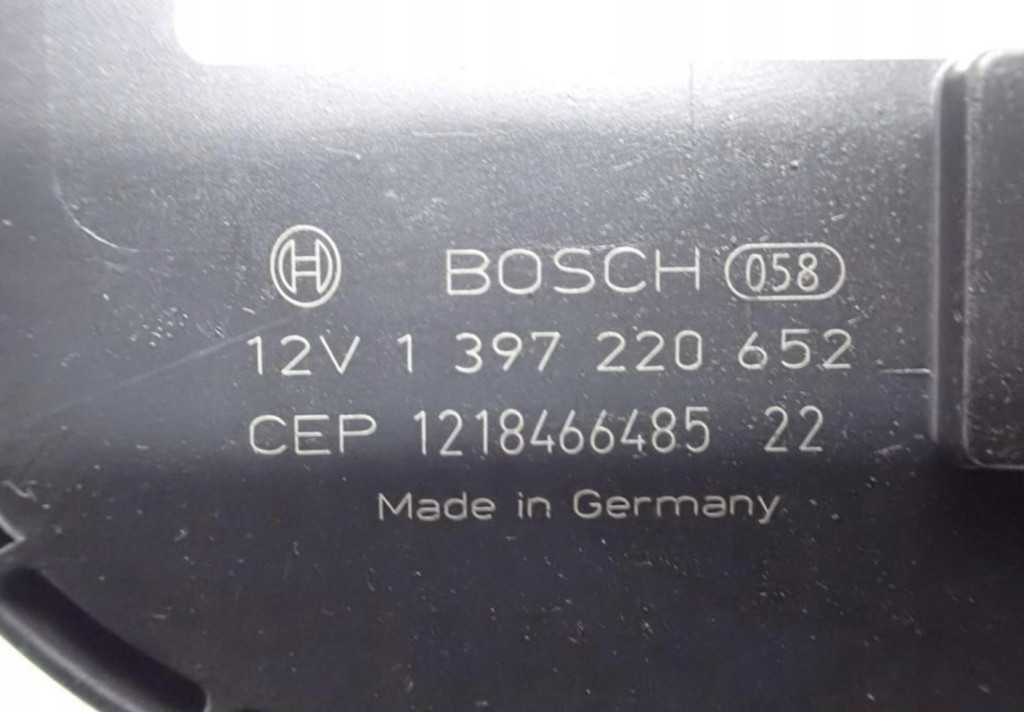 BOSCH 058
12V 1 397 220 652
CEP 1218466485 22
Made in Germany